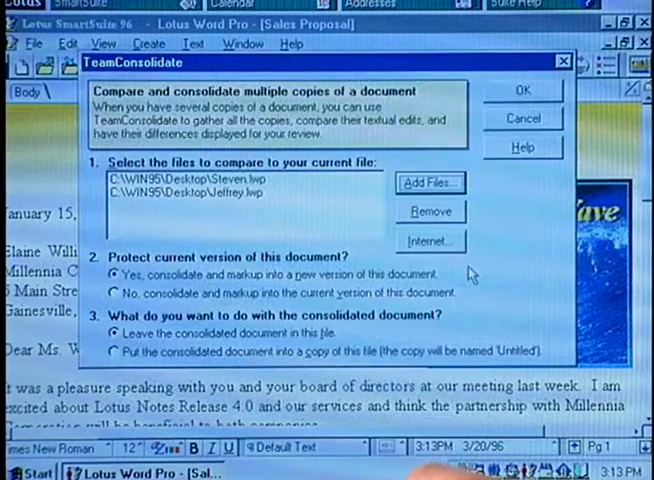 Lotus SmartSuite Calendar Addresses Suite Help
Lotus SmartSuite 96 - Lotus Word Pro - [Sales Proposal]
File Edit View Create Text Window Help
TeamConsolidate
Body
Compare and consolidate multiple copies of a document
When you have several copies of a document, you can use
TeamConsolidate to gather all the copies, compare their textual edits, and
have their differences displayed for your review.
OK
Cancel
Help
1. Select the files to compare to your current file:
C:\WIN95\Desktop\Steven.lwp
C:\WIN95\Desktop\Jeffrey.lwp
Add Files...
Remove
Internet...
2. Protect current version of this document?
Yes, consolidate and markup into a new version of this document.
No, consolidate and markup into the current version of this document.
3. What do you want to do with the consolidated document?
Leave the consolidated document in this file.
Put the consolidated document into a copy of this file (the copy will be named 'Untitled').
anuary 15,
Elaine Willi
Millennia C
5 Main Stre
Gainesville,
Dear Ms. W
ave
t was a pleasure speaking with you and your board of directors at our meeting last week. I am
excited about Lotus Notes Release 4.0 and our services and think the partnership with Millennia
mes New Roman 12 B I U Default Text 3:13PM 3/20/96 Pg 1
Start Lotus Word Pro - [Sal... 3:13 PM